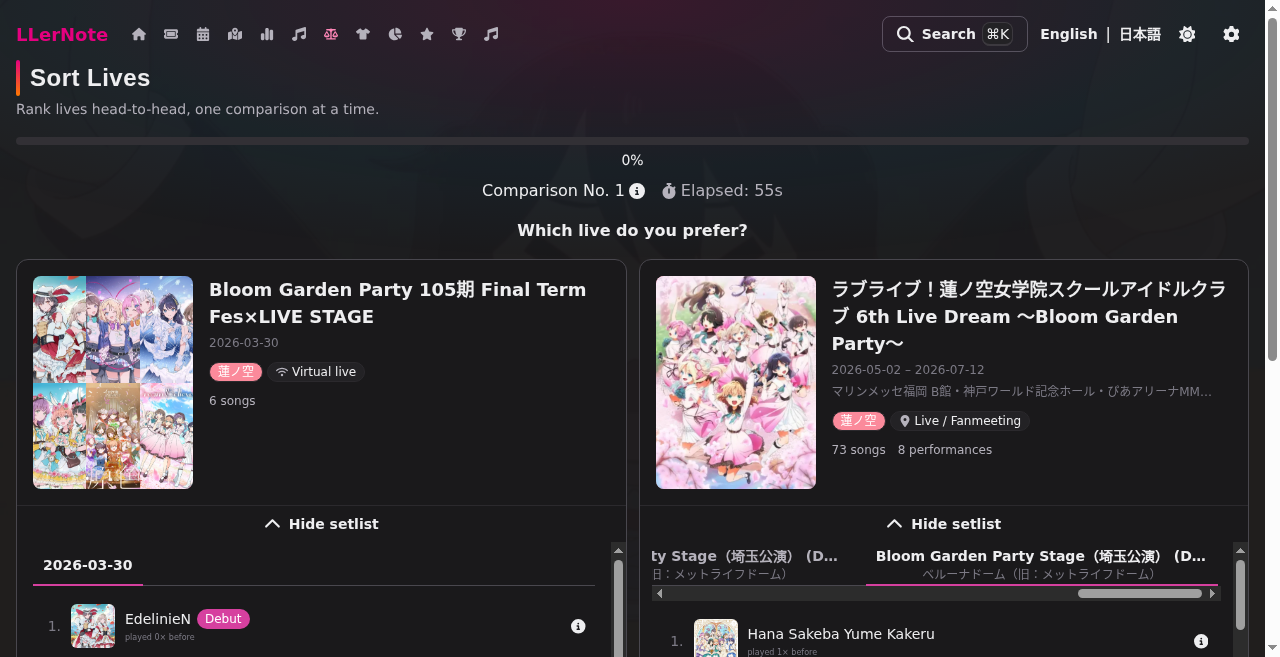 LLerNote
Search ⌘K
English | 日本語
Sort Lives
Rank lives head-to-head, one comparison at a time.
0%
Comparison No. 1
Elapsed: 55s
Which live do you prefer?
Bloom Garden Party 105期 Final Term
Fes×LIVE STAGE
2026-03-30
蓮ノ空
Virtual live
6 songs
Hide setlist
2026-03-30
1.
EdelinieN
Debut
played 0× before
ラブライブ！蓮ノ空女学院スクールアイドルクラ
ブ 6th Live Dream 〜Bloom Garden
Party〜
2026-05-02 – 2026-07-12
マリンメッセ福岡 B館・神戸ワールド記念ホール・ぴあアリーナMM…
蓮ノ空
Live / Fanmeeting
73 songs
8 performances
Hide setlist
ty Stage（埼玉公演） (D…
旧：メットライフドーム）
Bloom Garden Party Stage（埼玉公演） (D…
ベルーナドーム（旧：メットライフドーム）
1.
Hana Sakeba Yume Kakeru
played 1× before